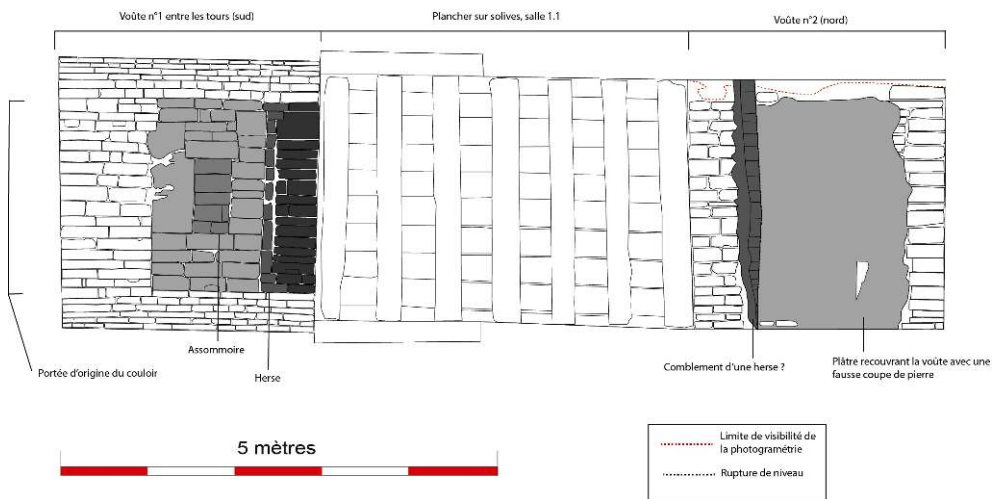 Voûte n°1 entre les tours (sud)
Plancher sur solives, salle 1.1
Voûte n°2 (nord)
Assommoire
Portée d'origine du couloir
Herse
Comblement d'une herse ?
Plâtre recouvrant la voûte avec une
fausse coupe de pierre
5 mètres
Limite de visibilité de
la photogramétrie
Rupture de niveau